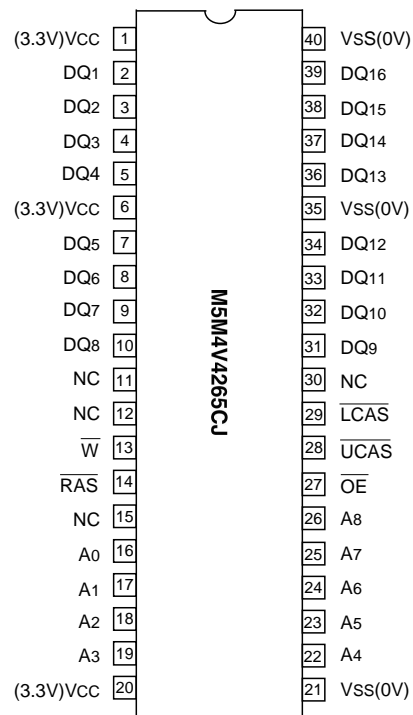 (3.3V)VCC 1 40 VSS(0V)
DQ1 2 39 DQ16
DQ2 3 38 DQ15
DQ3 4 37 DQ14
DQ4 5 36 DQ13
(3.3V)VCC 6 35 VSS(0V)
DQ5 7 34 DQ12
DQ6 8 33 DQ11
DQ7 9 32 DQ10
DQ8 10 31 DQ9
NC 11 30 NC
NC 12 29 L̅C̅A̅S̅
W̅ 13 28 U̅C̅A̅S̅
R̅A̅S̅ 14 27 O̅E̅
NC 15 26 A8
A0 16 25 A7
A1 17 24 A6
A2 18 23 A5
A3 19 22 A4
(3.3V)VCC 20 21 VSS(0V)
M5M4V4265CJ